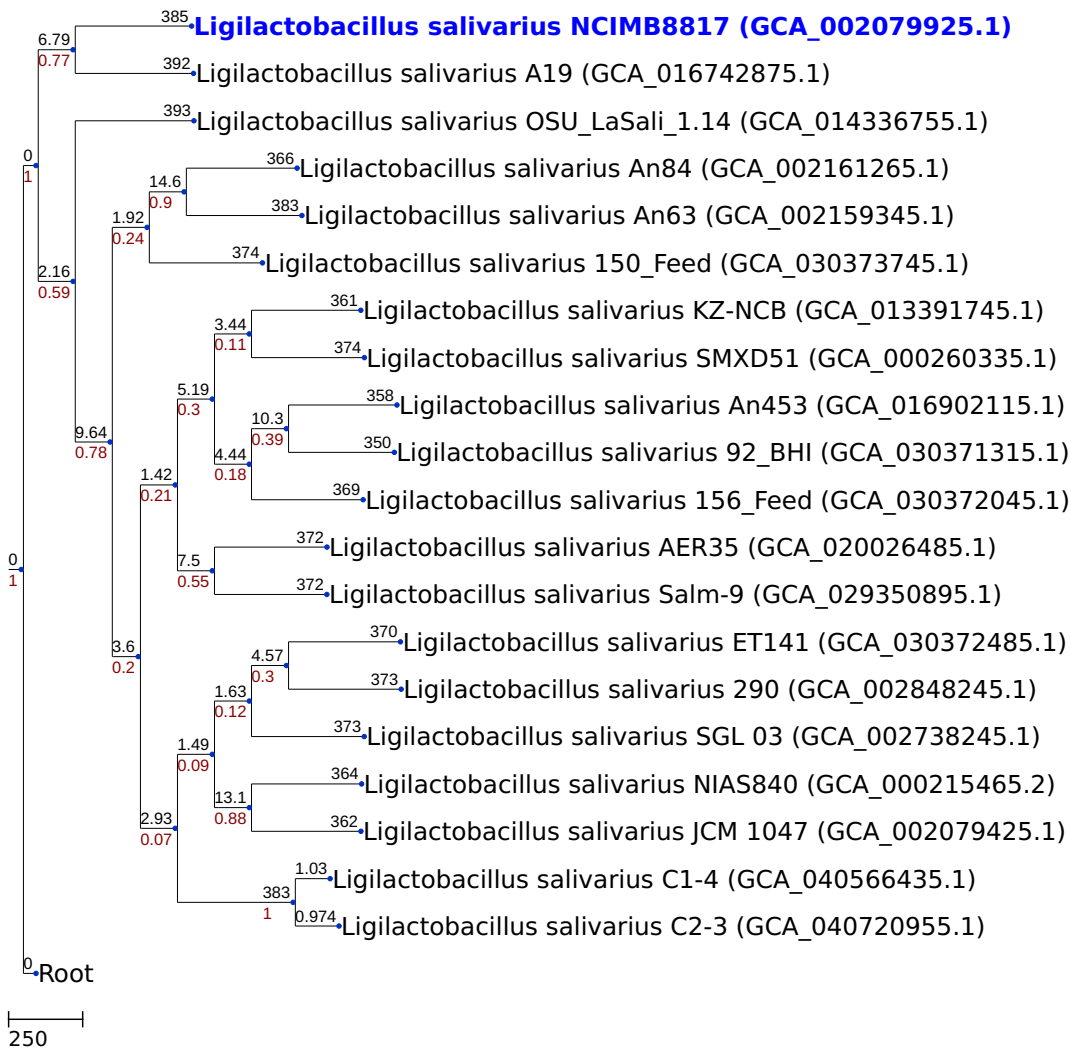 385
Ligilactobacillus salivarius NCIMB8817 (GCA_002079925.1)
6.79
0.77
392
Ligilactobacillus salivarius A19 (GCA_016742875.1)
393
Ligilactobacillus salivarius OSU_LaSali_1.14 (GCA_014336755.1)
0
1
366
Ligilactobacillus salivarius An84 (GCA_002161265.1)
14.6
0.9
383
Ligilactobacillus salivarius An63 (GCA_002159345.1)
1.92
0.24
374
Ligilactobacillus salivarius 150_Feed (GCA_030373745.1)
2.16
0.59
361
Ligilactobacillus salivarius KZ-NCB (GCA_013391745.1)
3.44
0.11
374
Ligilactobacillus salivarius SMXD51 (GCA_000260335.1)
5.19
0.3
358
Ligilactobacillus salivarius An453 (GCA_016902115.1)
10.3
0.39
350
Ligilactobacillus salivarius 92_BHI (GCA_030371315.1)
9.64
0.78
4.44
0.18
369
Ligilactobacillus salivarius 156_Feed (GCA_030372045.1)
1.42
0.21
372
Ligilactobacillus salivarius AER35 (GCA_020026485.1)
7.5
0.55
372
Ligilactobacillus salivarius Salm-9 (GCA_029350895.1)
0
1
370
Ligilactobacillus salivarius ET141 (GCA_030372485.1)
3.6
0.2
4.57
0.3
373
Ligilactobacillus salivarius 290 (GCA_002848245.1)
1.63
0.12
373
Ligilactobacillus salivarius SGL 03 (GCA_002738245.1)
1.49
0.09
364
Ligilactobacillus salivarius NIAS840 (GCA_000215465.2)
13.1
0.88
362
Ligilactobacillus salivarius JCM 1047 (GCA_002079425.1)
2.93
0.07
1.03
Ligilactobacillus salivarius C1-4 (GCA_040566435.1)
383
1
0.974
Ligilactobacillus salivarius C2-3 (GCA_040720955.1)
0
Root
250